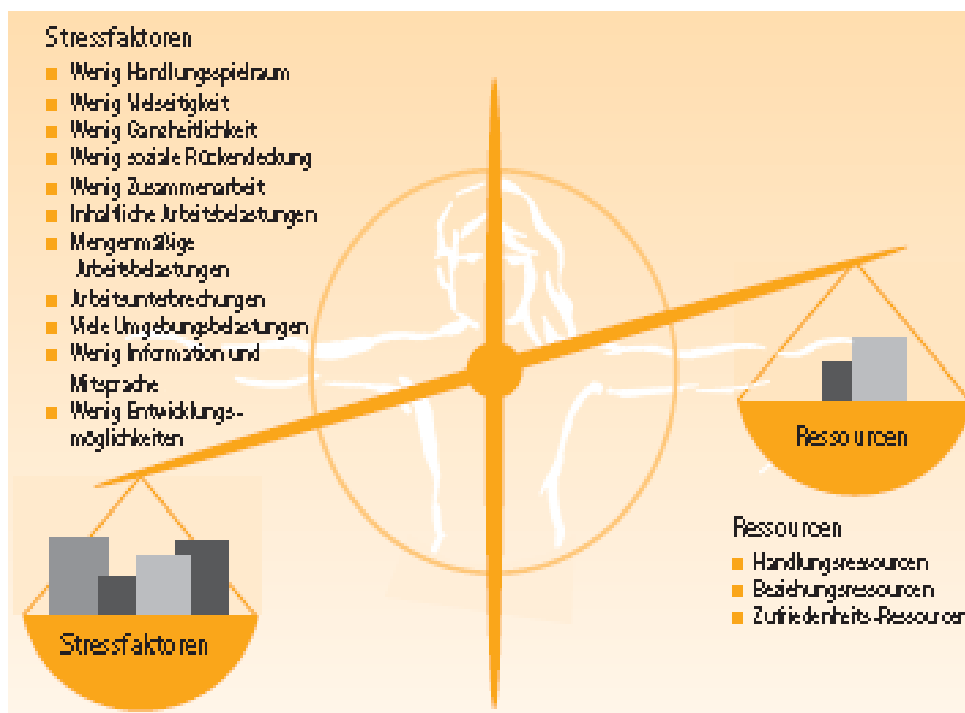 Stressfaktoren
Wenig Handlungsspielraum
Wenig Vielseitigkeit
Wenig Ganzheitlichkeit
Wenig soziale Rückendeckung
Wenig Zusammenarbeit
Inhaltliche Arbeitsbelastungen
Mengenmäßige
Arbeitsbelastungen
Arbeitsunterbrechungen
Viele Umgebungsbelastungen
Wenig Information und
Mitsprache
Wenig Entwicklungs-
möglichkeiten
Ressourcen
Ressourcen
Handlungsressourcen
Beziehungsressourcen
Zufriedenheits-Ressourcen
Stressfaktoren